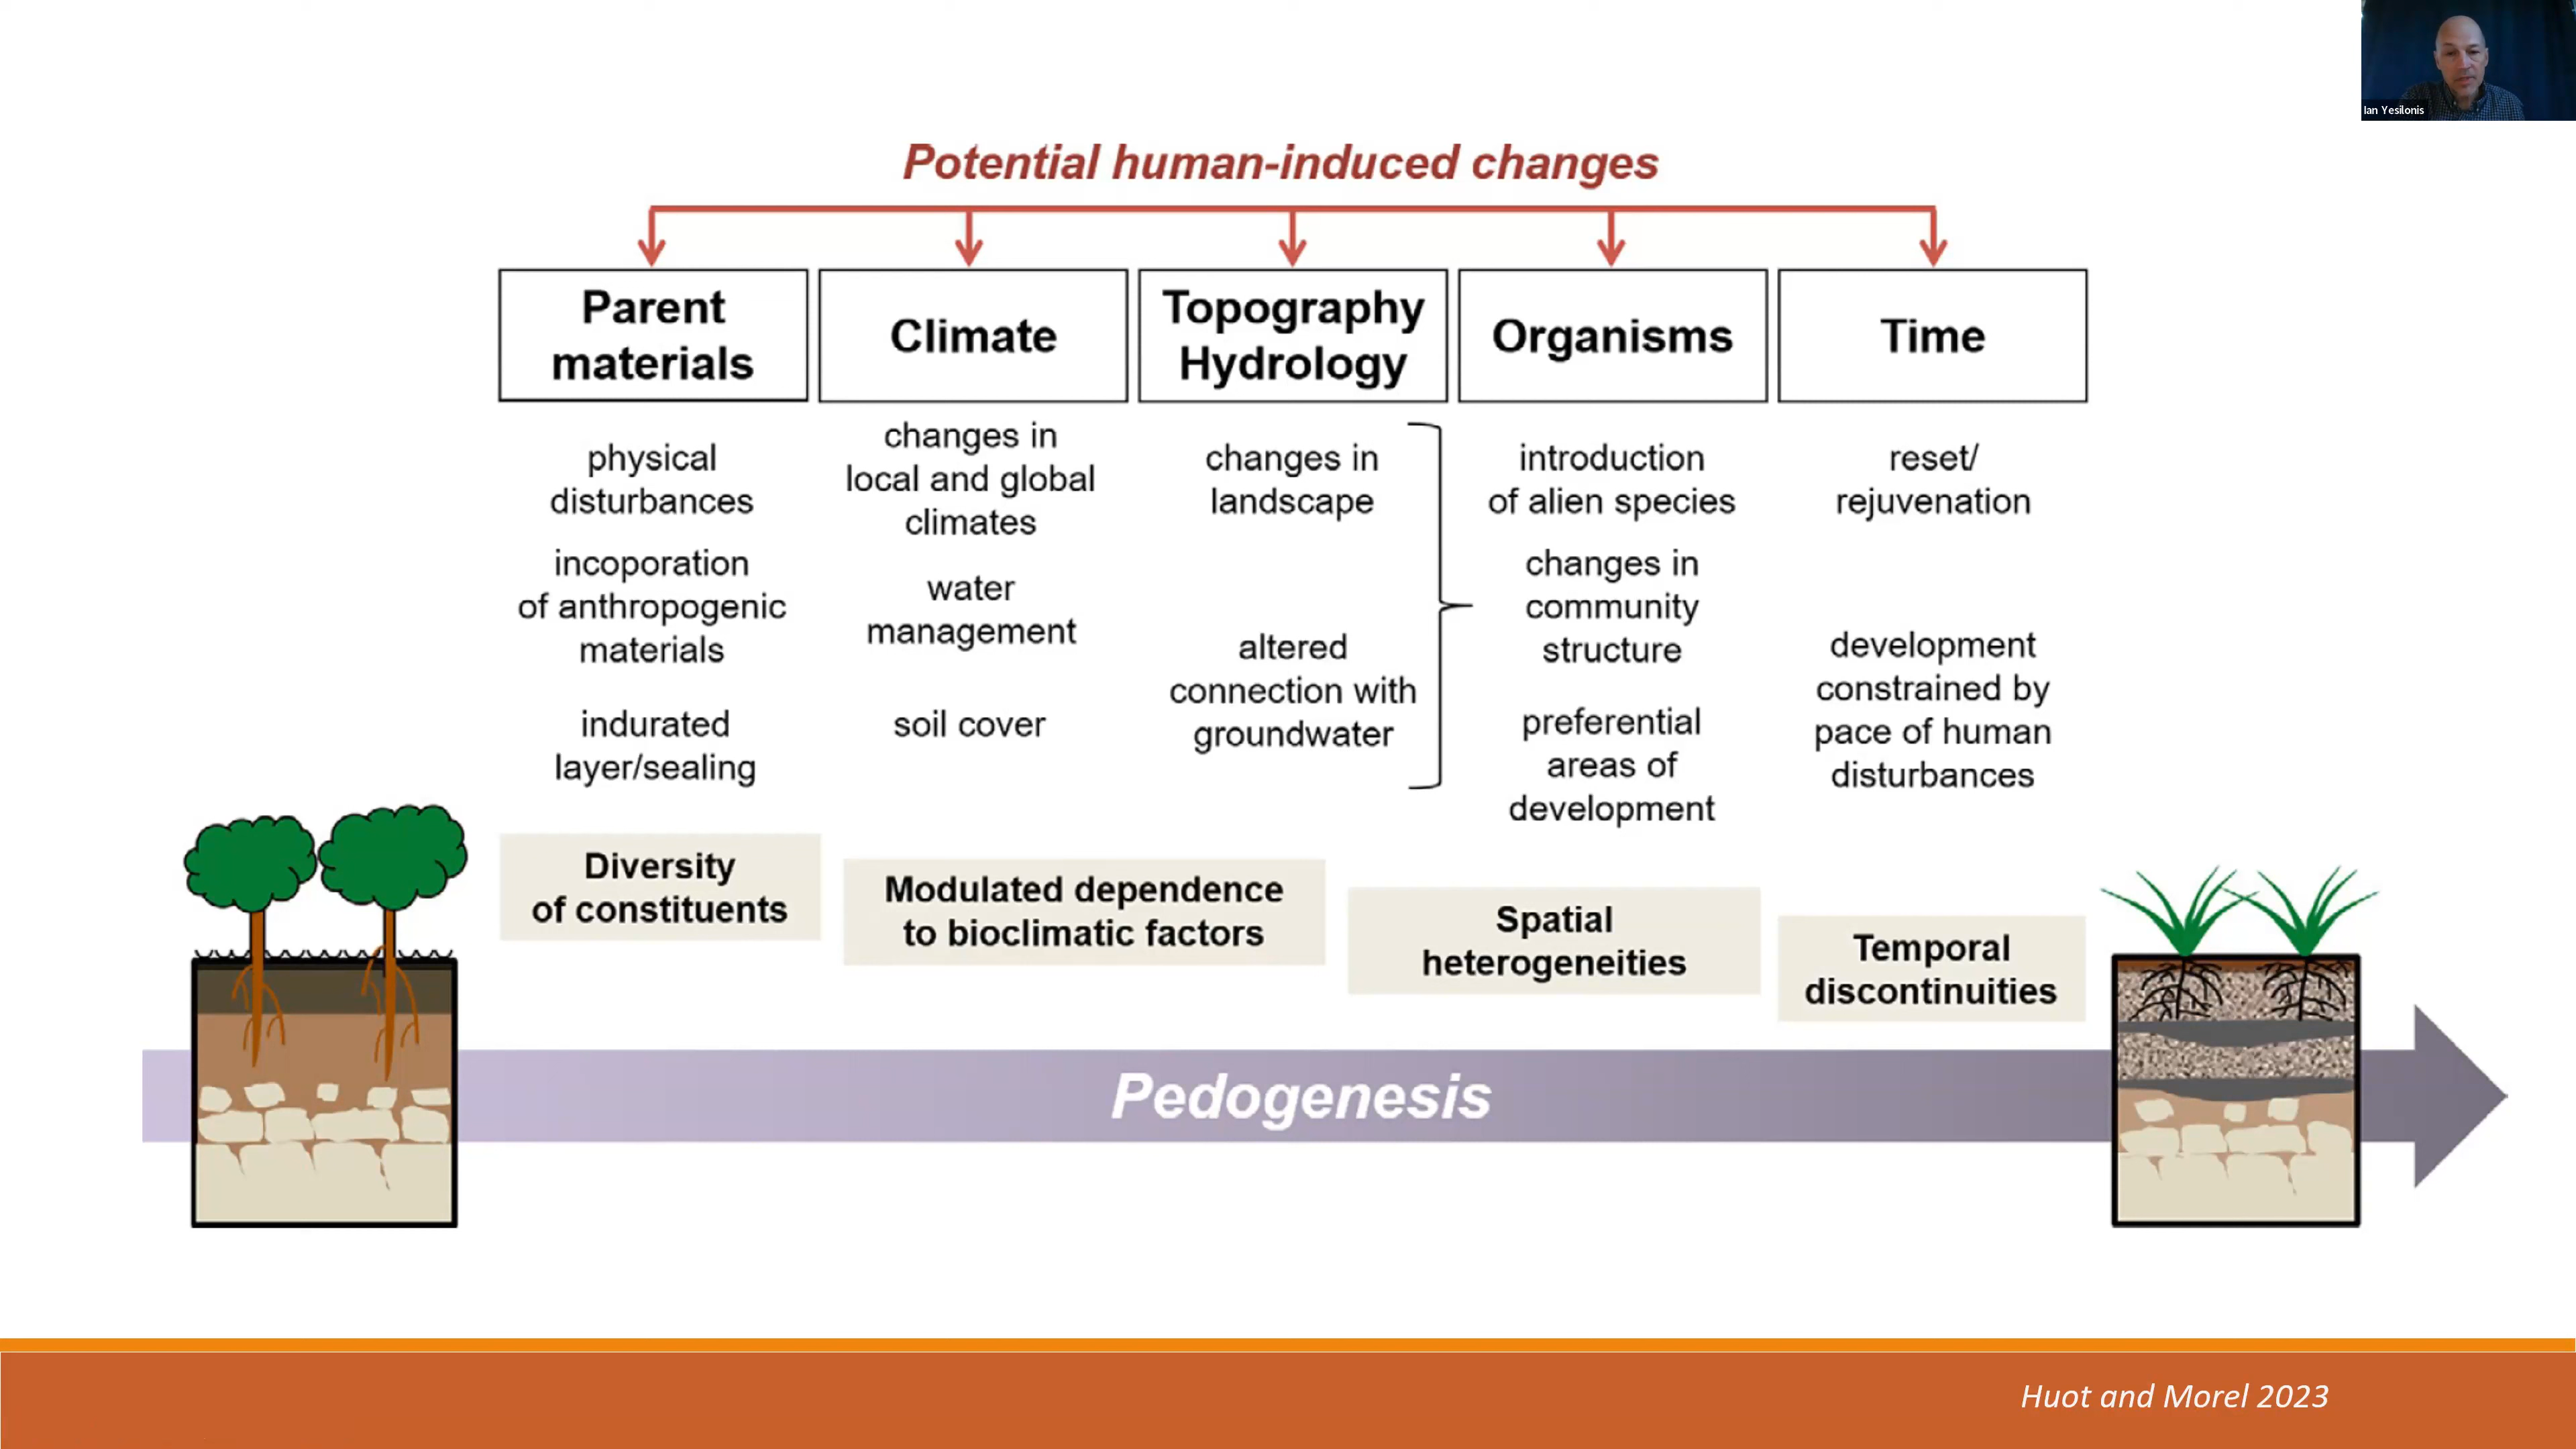 Ian Yesilonis
Potential human-induced changes
Parent
materials
Climate
Topography
Hydrology
Organisms
Time
physical
disturbances
incoporation
of anthropogenic
materials
indurated
layer/sealing
changes in
local and global
climates
water
management
soil cover
changes in
landscape
altered
connection with
groundwater
introduction
of alien species
changes in
community
structure
preferential
areas of
development
reset/
rejuvenation
development
constrained by
pace of human
disturbances
Diversity
of constituents
Modulated dependence
to bioclimatic factors
Spatial
heterogeneities
Temporal
discontinuities
Pedogenesis
Huot and Morel 2023